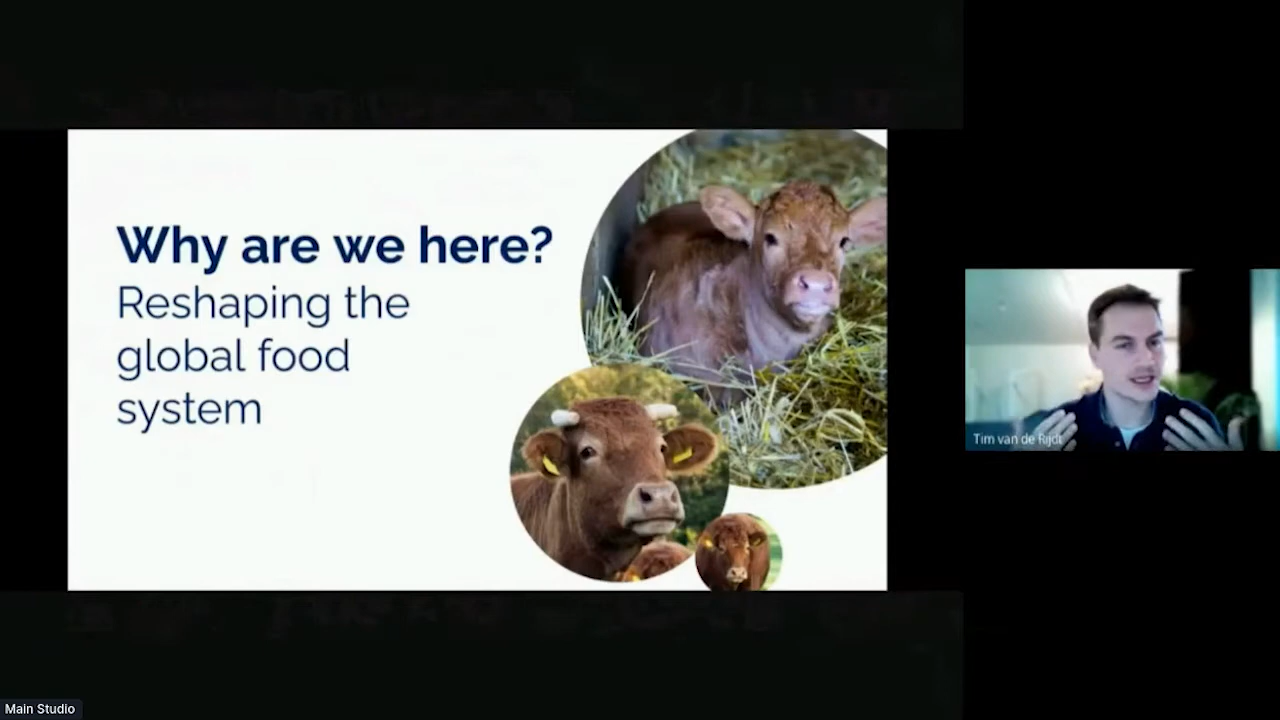 Why are we here?
Reshaping the
global food
system
Tim van de Rijdt
Main Studio